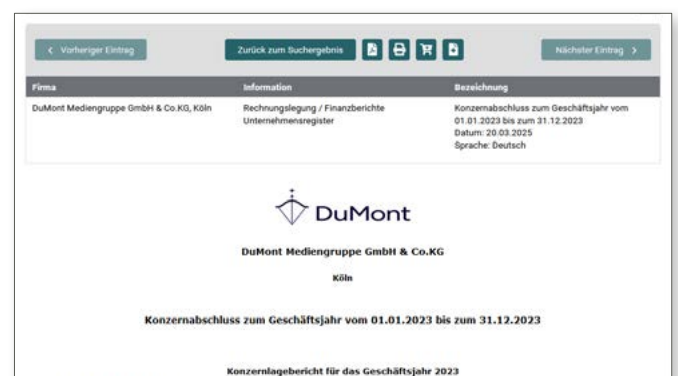 Vorheriger Eintrag
Zurück zum Suchergebnis
Nächster Eintrag
Firma Information Bezeichnung
DuMont Mediengruppe GmbH & Co.KG, Köln Rechnungslegung / Finanzberichte Konzernabschluss zum Geschäftsjahr vom
Unternehmensregister 01.01.2023 bis zum 31.12.2023
Datum: 20.03.2025
Sprache: Deutsch
DuMont
DuMont Mediengruppe GmbH & Co.KG
Köln
Konzernabschluss zum Geschäftsjahr vom 01.01.2023 bis zum 31.12.2023
Konzernlagebericht für das Geschäftsjahr 2023